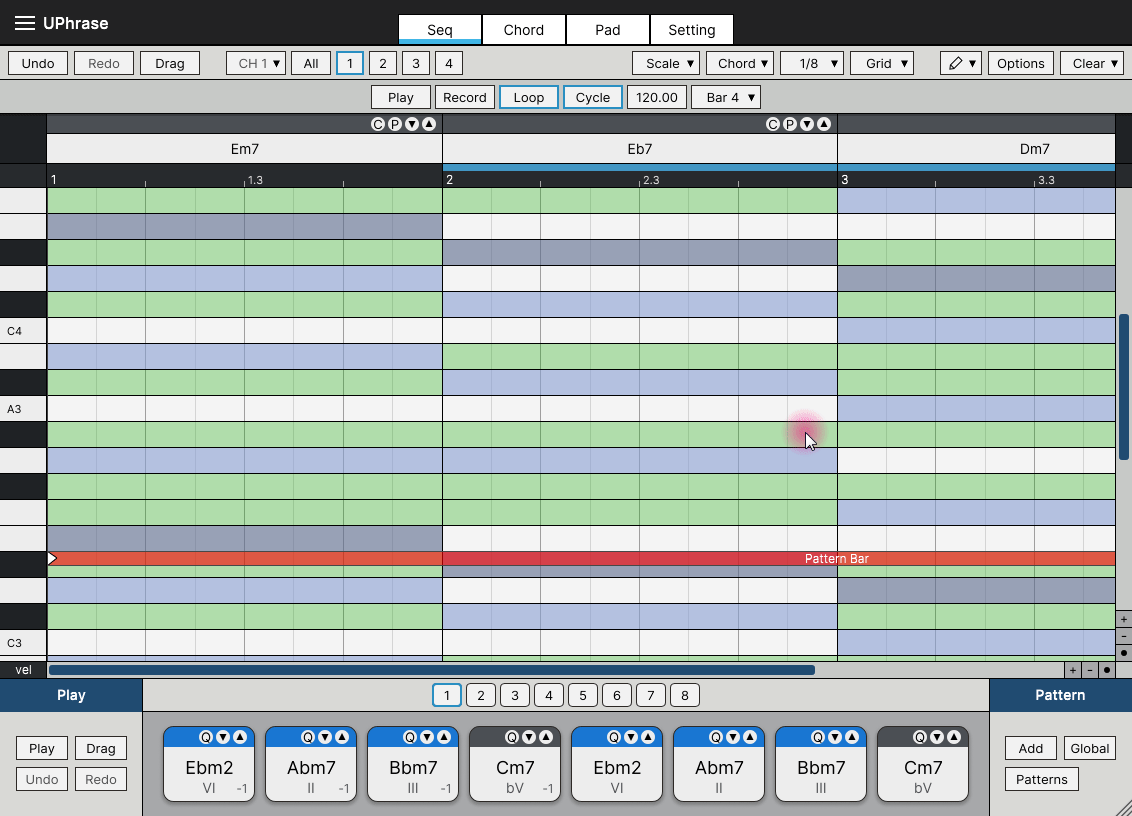 UPhrase
Seq Chord Pad Setting
Undo Redo Drag CH 1 ▼ All 1 2 3 4 Scale ▼ Chord ▼ 1/8 ▼ Grid ▼ ▼ Options Clear ▼
Play Record Loop Cycle 120.00 Bar 4 ▼
C P ▼ ▲ C P ▼ ▲
Em7 Eb7 Dm7
1 1.3 2 2.3 3 3.3
C4
A3
Pattern Bar
C3
vel
Play 1 2 3 4 5 6 7 8 Pattern
Q ▼ ▲ Q ▼ ▲ Q ▼ ▲ Q ▼ ▲ Q ▼ ▲ Q ▼ ▲ Q ▼ ▲ Q ▼ ▲
Play Drag Ebm2 Abm7 Bbm7 Cm7 Ebm2 Abm7 Bbm7 Cm7 Add Global
Undo Redo VI -1 II -1 III -1 bV -1 VI II III bV Patterns